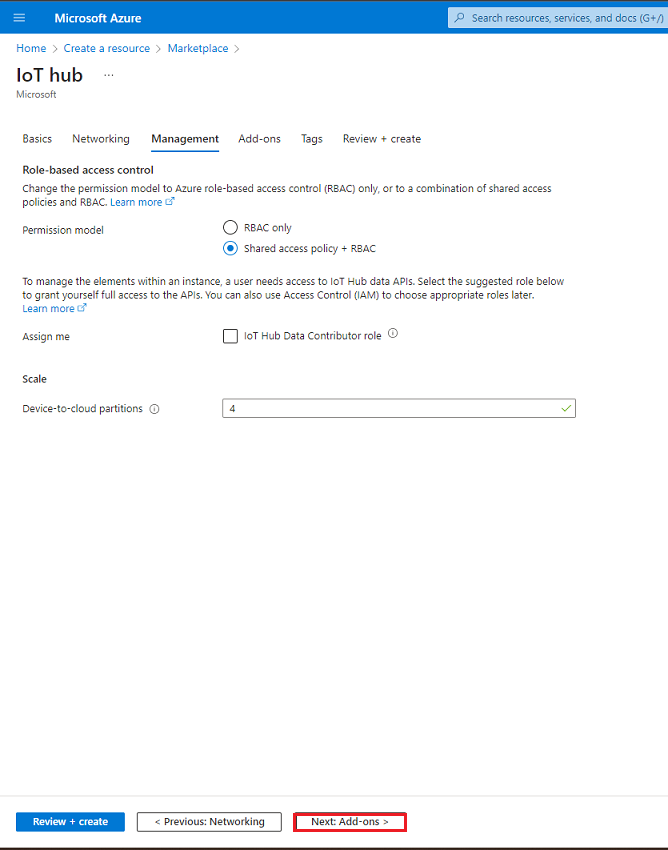 Microsoft Azure
Search resources, services, and docs (G+/)
Home > Create a resource > Marketplace >
IoT hub ...
Microsoft
Basics Networking Management Add-ons Tags Review + create
Role-based access control
Change the permission model to Azure role-based access control (RBAC) only, or to a combination of shared access
policies and RBAC. Learn more
Permission model
RBAC only
Shared access policy + RBAC
To manage the elements within an instance, a user needs access to IoT Hub data APIs. Select the suggested role below
to grant yourself full access to the APIs. You can also use Access Control (IAM) to choose appropriate roles later.
Learn more
Assign me
IoT Hub Data Contributor role
Scale
Device-to-cloud partitions
4
Review + create
< Previous: Networking
Next: Add-ons >